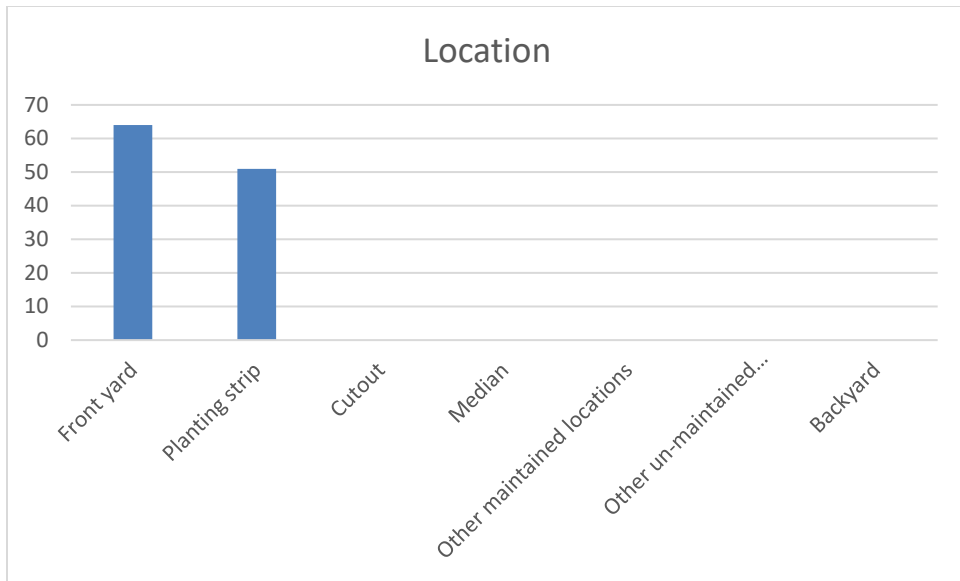 Location
70
60
50
40
30
20
10
0
Front yard
Planting strip
Cutout
Median
Other maintained locations
Other un-maintained...
Backyard